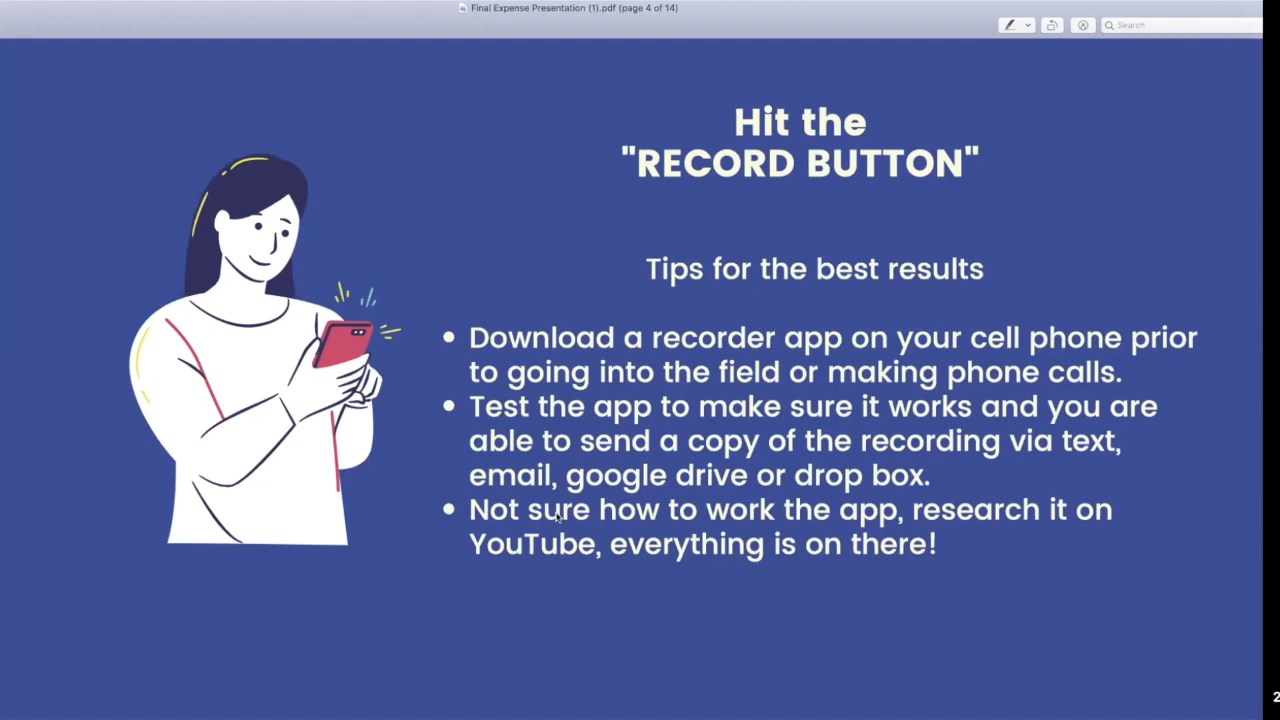 Final Expense Presentation (1).pdf (page 4 of 14)
Search
Hit the
"RECORD BUTTON"
Tips for the best results
• Download a recorder app on your cell phone prior
to going into the field or making phone calls.
• Test the app to make sure it works and you are
able to send a copy of the recording via text,
email, google drive or drop box.
• Not sure how to work the app, research it on
YouTube, everything is on there!
2